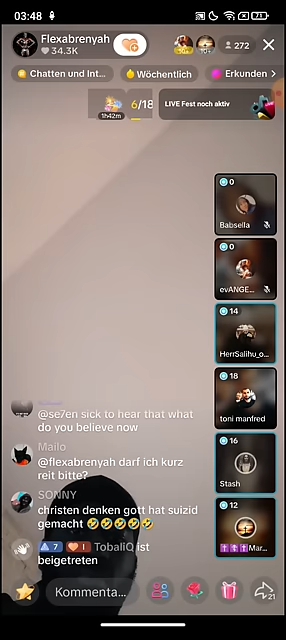 03:48
73
Flexabrenyah
34.3K
10+
10+
272
Chatten und Int...
Wöchentlich
Erkunden
1h42m
6/18
LIVE Fest noch aktiv
0
Babsella
0
evANGE...
14
HerrSalihu_o...
18
toni manfred
16
Stash
12
✝️✝️✝️Mar...
@se7en sick to hear that what
do you believe now
Mailo
@flexabrenyah darf ich kurz
reit bitte?
SONNY
christen denken gott hat suizid
gemacht 🤣🤣🤣🤣🤣
7 1 TobaliQ ist
beigetreten
Kommenta...
21